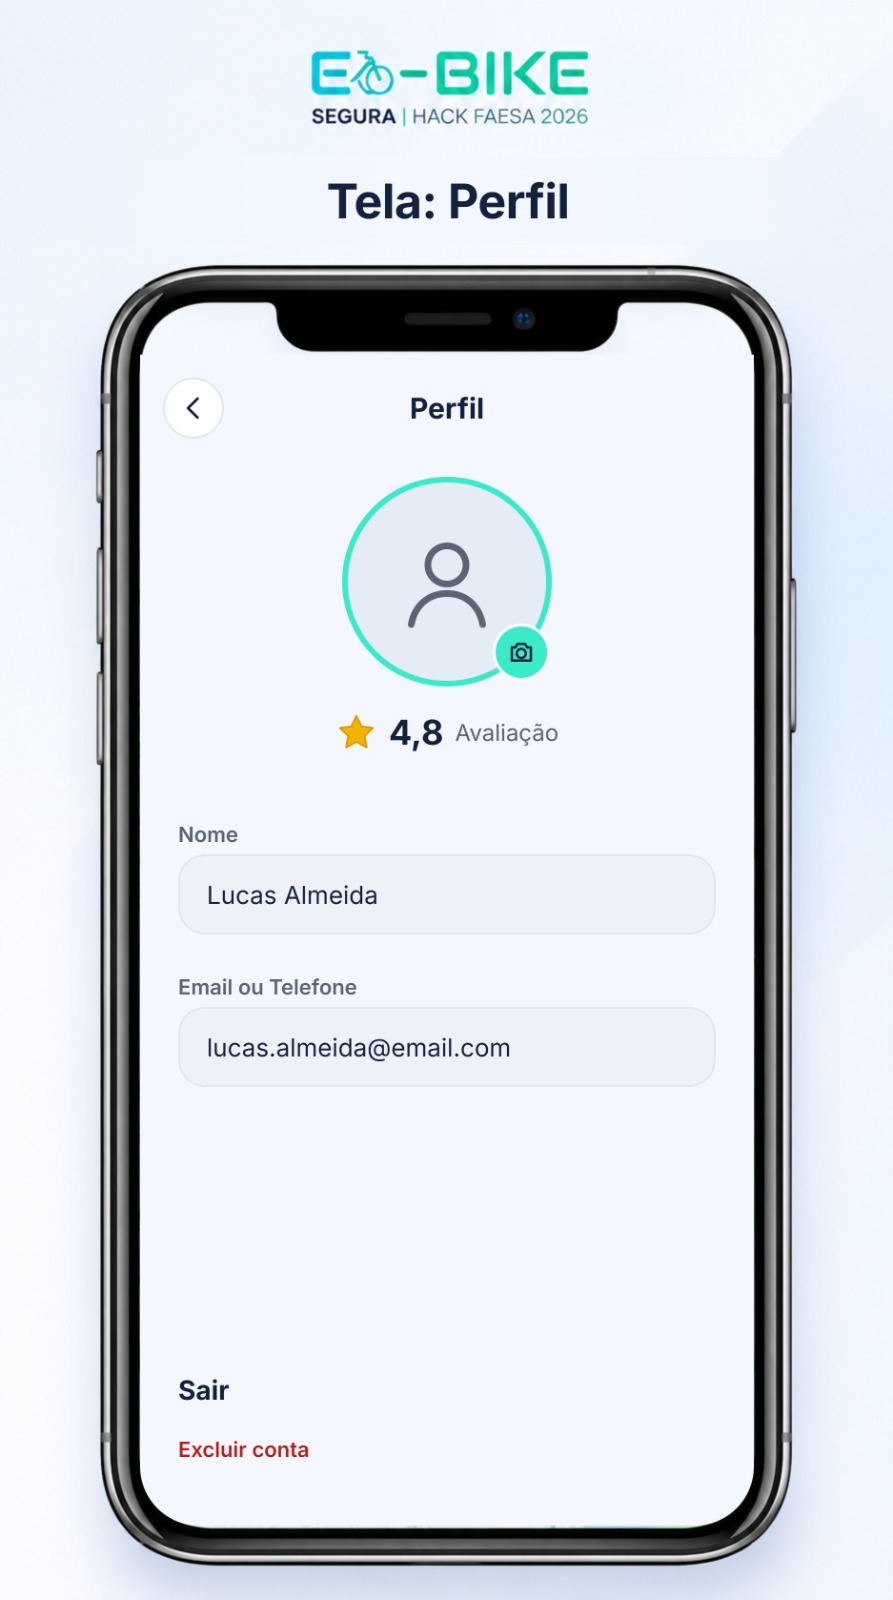 E-BIKE
SEGURA | HACK FAESA 2026
Tela: Perfil
Perfil
4,8 Avaliação
Nome
Lucas Almeida
Email ou Telefone
lucas.almeida@email.com
Sair
Excluir conta